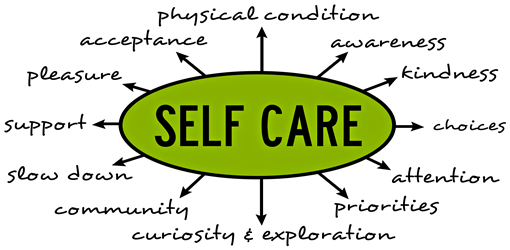 physical condition
acceptance
awareness
pleasure
kindness
SELF CARE
support
choices
slow down
attention
community
priorities
curiosity & exploration